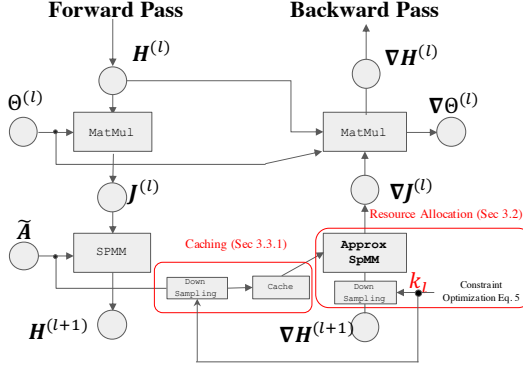 Forward Pass
Backward Pass
H^(l)
∇H^(l)
Θ^(l)
∇Θ^(l)
MatMul
MatMul
J^(l)
∇J^(l)
Resource Allocation (Sec 3.2)
Ã
Caching (Sec 3.3.1)
SPMM
Approx
SpMM
Down
Sampling
Cache
Down
Sampling
k_l
Constraint
Optimization Eq. 5
H^(l+1)
∇H^(l+1)